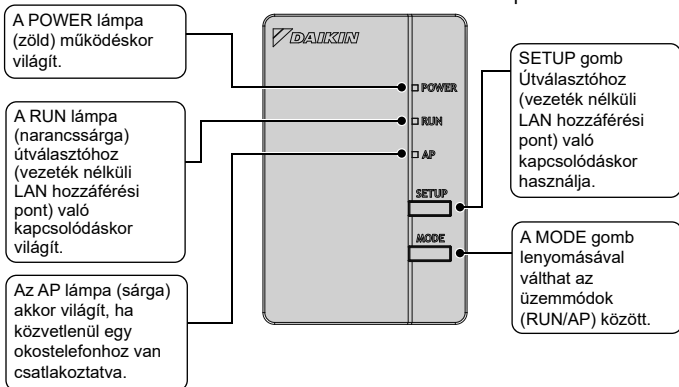 A POWER lámpa
(zöld) működéskor
világít.
A RUN lámpa
(narancssárga)
útválasztóhoz
(vezeték nélküli
LAN hozzáférési
pont) való
kapcsolódáskor
világít.
Az AP lámpa (sárga)
akkor világít, ha
közvetlenül egy
okostelefonhoz van
csatlakoztatva.
DAIKIN
POWER
RUN
AP
SETUP
MODE
SETUP gomb
Útválasztóhoz
(vezeték nélküli
LAN hozzáférési
pont) való
kapcsolódáskor
használja.
A MODE gomb
lenyomásával
válthat az
üzemmódok
(RUN/AP) között.